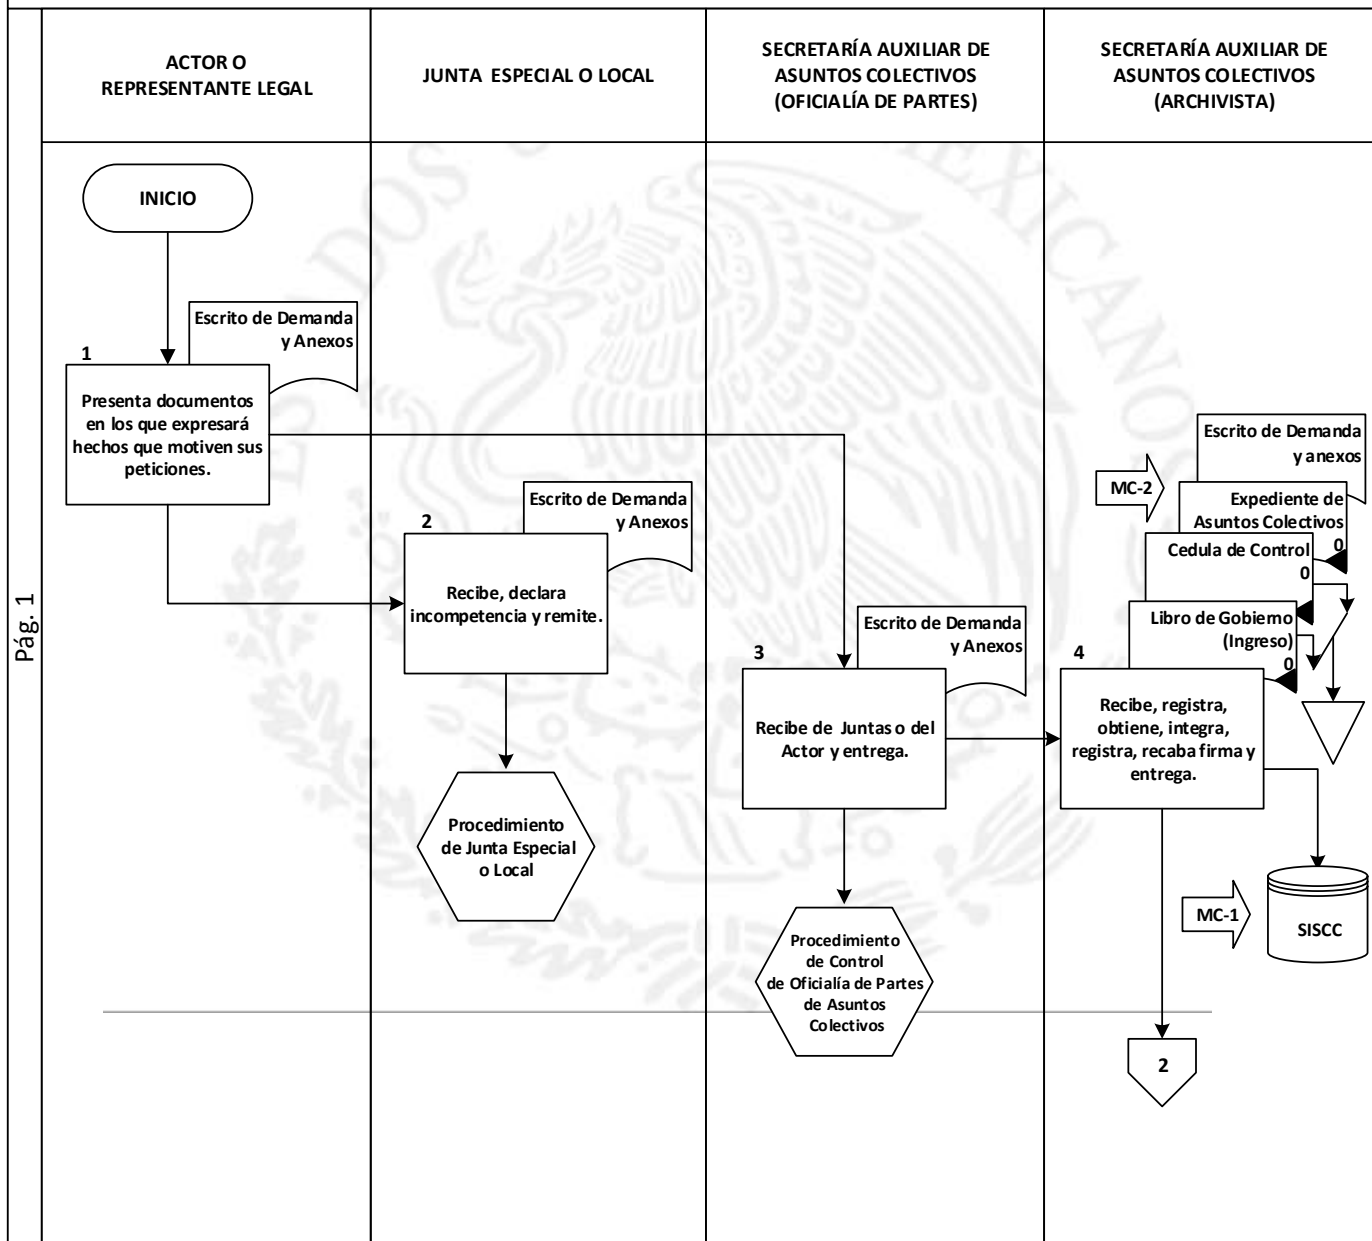 ACTOR O
REPRESENTANTE LEGAL
JUNTA ESPECIAL O LOCAL
SECRETARÍA AUXILIAR DE
ASUNTOS COLECTIVOS
(OFICIALÍA DE PARTES)
SECRETARÍA AUXILIAR DE
ASUNTOS COLECTIVOS
(ARCHIVISTA)
Pág. 1
INICIO
Escrito de Demanda
y Anexos
1
Presenta documentos
en los que expresará
hechos que motiven sus
peticiones.
Escrito de Demanda
y Anexos
2
Recibe, declara
incompetencia y remite.
Procedimiento
de Junta Especial
o Local
Escrito de Demanda
y Anexos
3
Recibe de Juntas o del
Actor y entrega.
Procedimiento
de Control
de Oficialía de Partes
de Asuntos
Colectivos
Escrito de Demanda
y anexos
MC-2
Expediente de
Asuntos Colectivos
0
Cedula de Control
0
Libro de Gobierno
(Ingreso)
0
4
Recibe, registra,
obtiene, integra,
registra, recaba firma y
entrega.
MC-1
SISCC
2
ESTADOS UNIDOS MEXICANOS